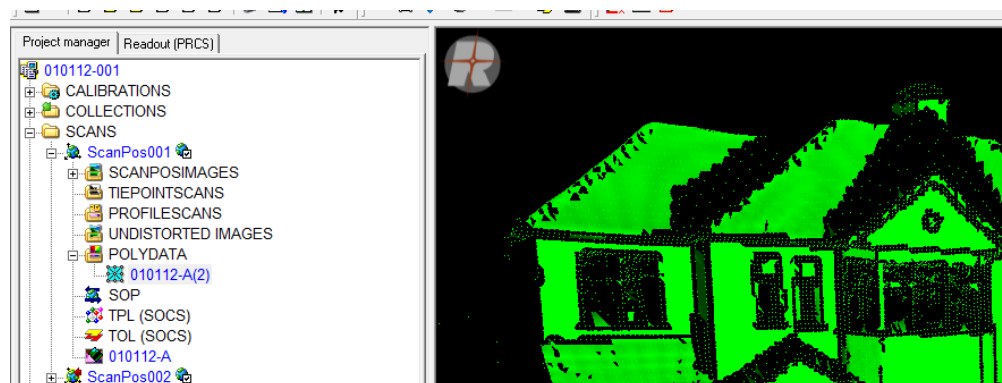 Project manager
Readout (PRCS)
010112-001
CALIBRATIONS
COLLECTIONS
SCANS
ScanPos001
SCANPOSIMAGES
TIEPOINTSCANS
PROFILESCANS
UNDISTORTED IMAGES
POLYDATA
010112-A(2)
SOP
TPL (SOCS)
TOL (SOCS)
010112-A
ScanPos002
R